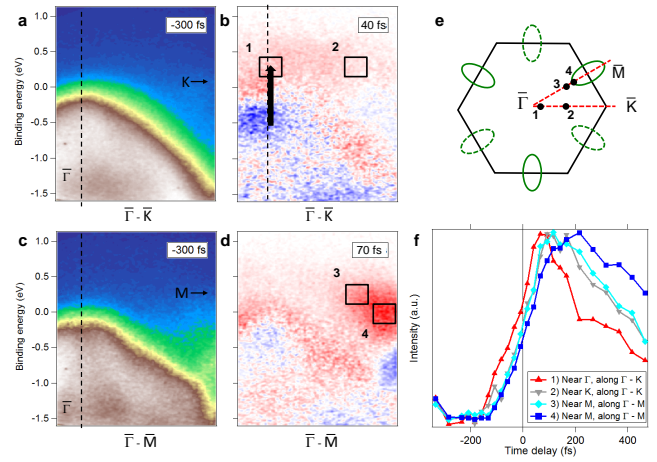 a
-300 fs
b
40 fs
e
Binding energy (eV)
1.0
0.5
0.0
-0.5
-1.0
-1.5
K →
Γ̅
Γ̅ - K̅
1
2
Γ̅ - K̅
4
M̅
3
Γ̅
K̅
1
2
c
-300 fs
d
70 fs
f
Binding energy (eV)
1.0
0.5
0.0
-0.5
-1.0
-1.5
M →
Γ̅
Γ̅ - M̅
3
4
Γ̅ - M̅
Intensity (a.u.)
1) Near Γ, along Γ - K
2) Near K, along Γ - K
3) Near M, along Γ - M
4) Near M, along Γ - M
-200
0
200
400
Time delay (fs)